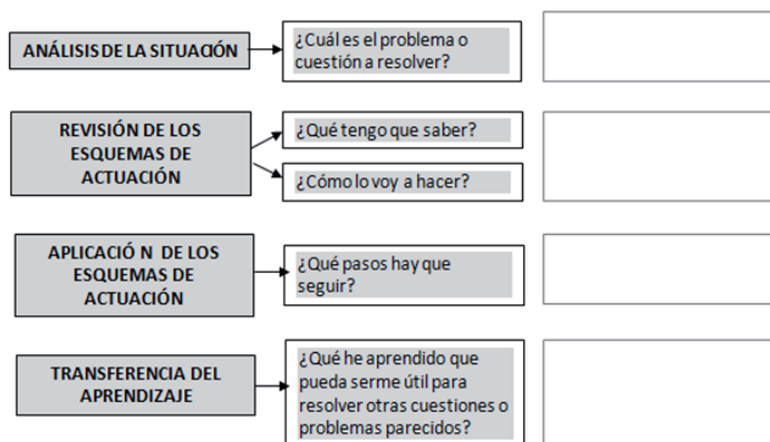 ANÁLISIS DE LA SITUACIÓN
¿Cuál es el problema o
cuestión a resolver?
REVISIÓN DE LOS
ESQUEMAS DE
ACTUACIÓN
¿Qué tengo que saber?
¿Cómo lo voy a hacer?
APLICACIÓ N DE LOS
ESQUEMAS DE
ACTUACIÓN
¿Qué pasos hay que
seguir?
TRANSFERENCIA DEL
APRENDIZAJE
¿Qué he aprendido que
pueda serme útil para
resolver otras cuestiones o
problemas parecidos?